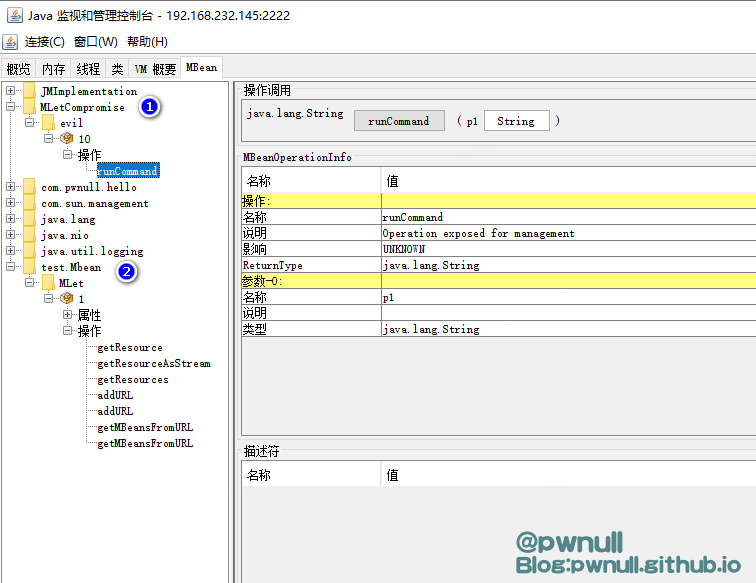 Java 监视和管理控制台 - 192.168.232.145:2222
连接(C) 窗口(W) 帮助(H)
概览 内存 线程 类 VM 概要 MBean
JMImplementation
MLetCompromise 1
evil
10
操作
runCommand
com.pwnull.hello
com.sun.management
java.lang
java.nio
java.util.logging
test.Mbean 2
MLet
1
属性
操作
getResource
getResourceAsStream
getResources
addURL
addURL
getMBeansFromURL
getMBeansFromURL
操作调用
java.lang.String runCommand ( p1 String )
MBeanOperationInfo
名称 值
操作:
名称 runCommand
说明 Operation exposed for management
影响 UNKNOWN
ReturnType java.lang.String
参数-0:
名称 p1
说明
类型 java.lang.String
描述符
名称 值
@pwnull
Blog:pwnull.github.io